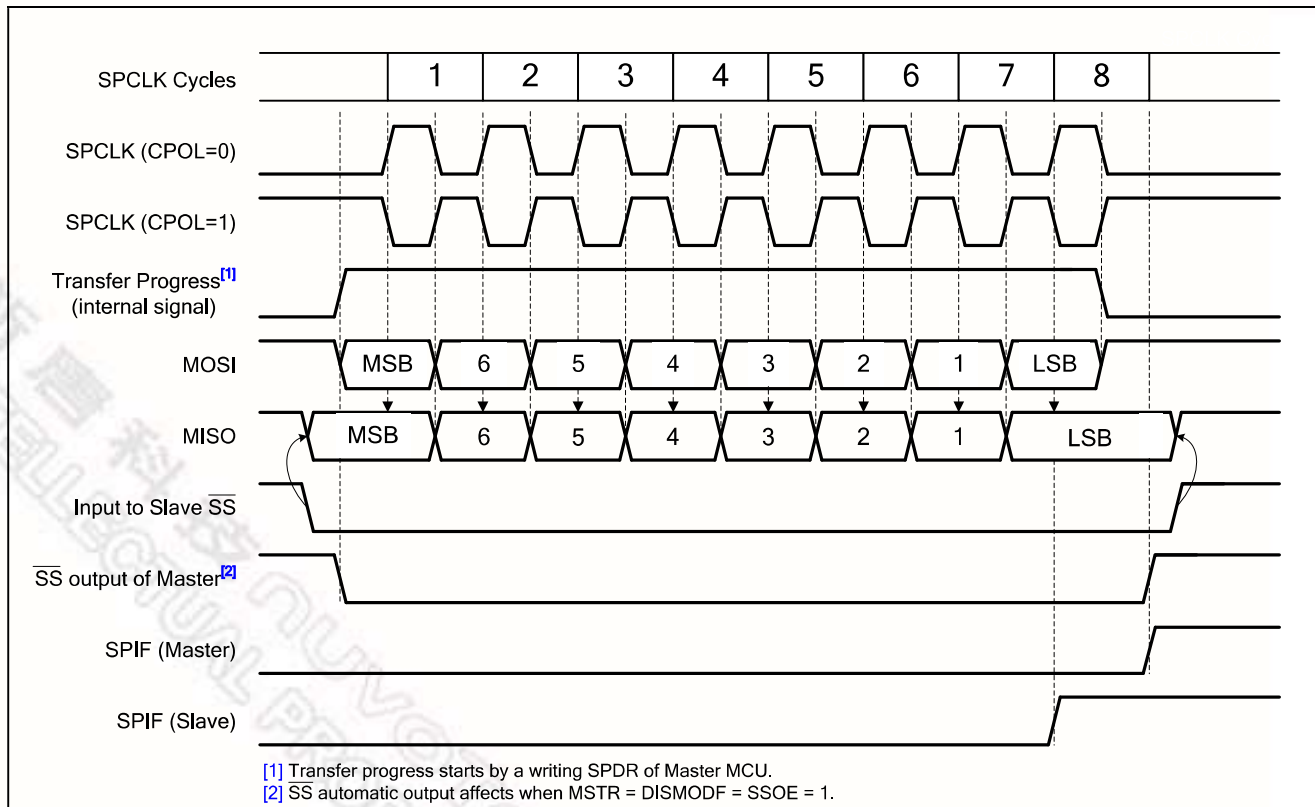 SPCLK Cycles 1 2 3 4 5 6 7 8
SPCLK (CPOL=0)
SPCLK (CPOL=1)
Transfer Progress[1]
(internal signal)
MOSI MSB 6 5 4 3 2 1 LSB
MISO MSB 6 5 4 3 2 1 LSB
Input to Slave S̅S̅
S̅S̅ output of Master[2]
SPIF (Master)
SPIF (Slave)
[1] Transfer progress starts by a writing SPDR of Master MCU.
[2] S̅S̅ automatic output affects when MSTR = DISMODF = SSOE = 1.